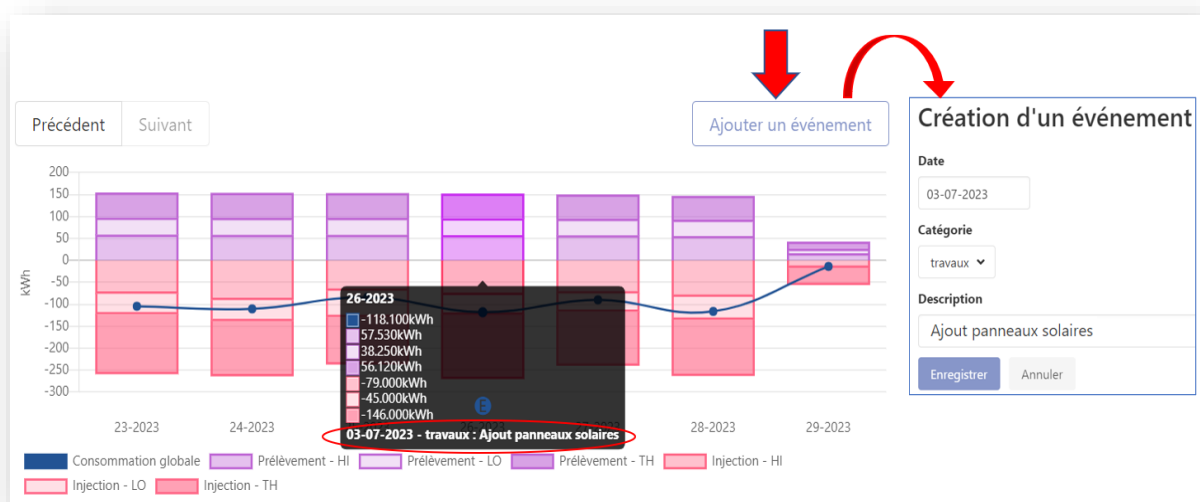 Précédent Suivant
Ajouter un événement
200
150
100
50
0
-50
-100
-150
-200
-250
-300
kWh
26-2023
-118.100kWh
57.530kWh
38.250kWh
56.120kWh
-79.000kWh
-45.000kWh
-146.000kWh
03-07-2023 - travaux : Ajout panneaux solaires
E
23-2023 24-2023 28-2023 29-2023
Consommation globale Prélèvement - HI Prélèvement - LO Prélèvement - TH Injection - HI
Injection - LO Injection - TH
Création d'un événement
Date
03-07-2023
Catégorie
travaux
Description
Ajout panneaux solaires
Enregistrer Annuler